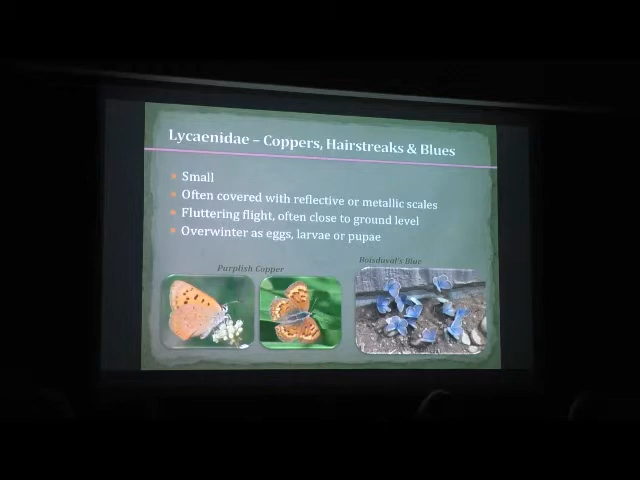 Lycaenidae – Coppers, Hairstreaks & Blues
Small
Often covered with reflective or metallic scales
Fluttering flight, often close to ground level
Overwinter as eggs, larvae or pupae
Purplish Copper
Boisduval's Blue